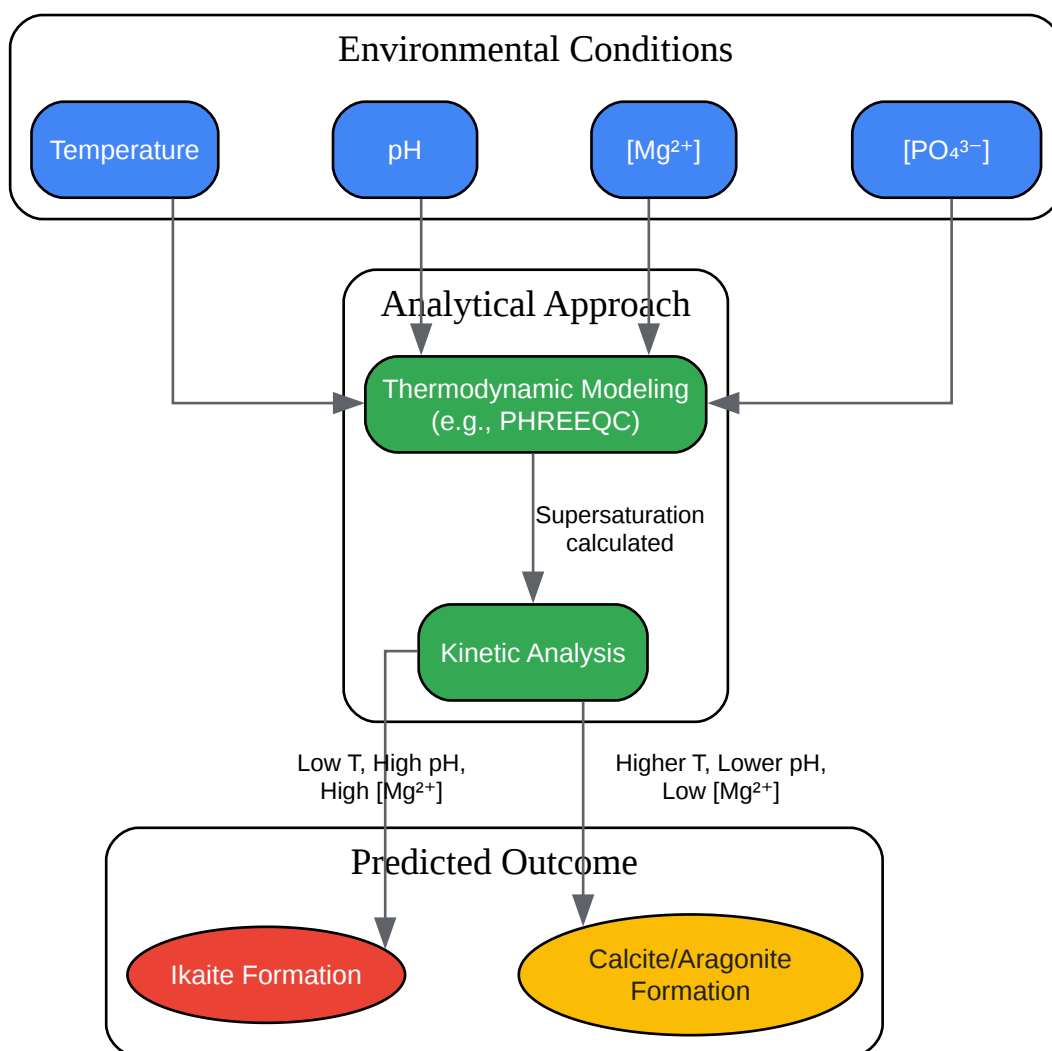 Environmental Conditions
Temperature
pH
[Mg²⁺]
[PO₄³⁻]
Analytical Approach
Thermodynamic Modeling
(e.g., PHREEQC)
Supersaturation
calculated
Kinetic Analysis
Low T, High pH,
High [Mg²⁺]
Higher T, Lower pH,
Low [Mg²⁺]
Predicted Outcome
Ikaite Formation
Calcite/Aragonite
Formation